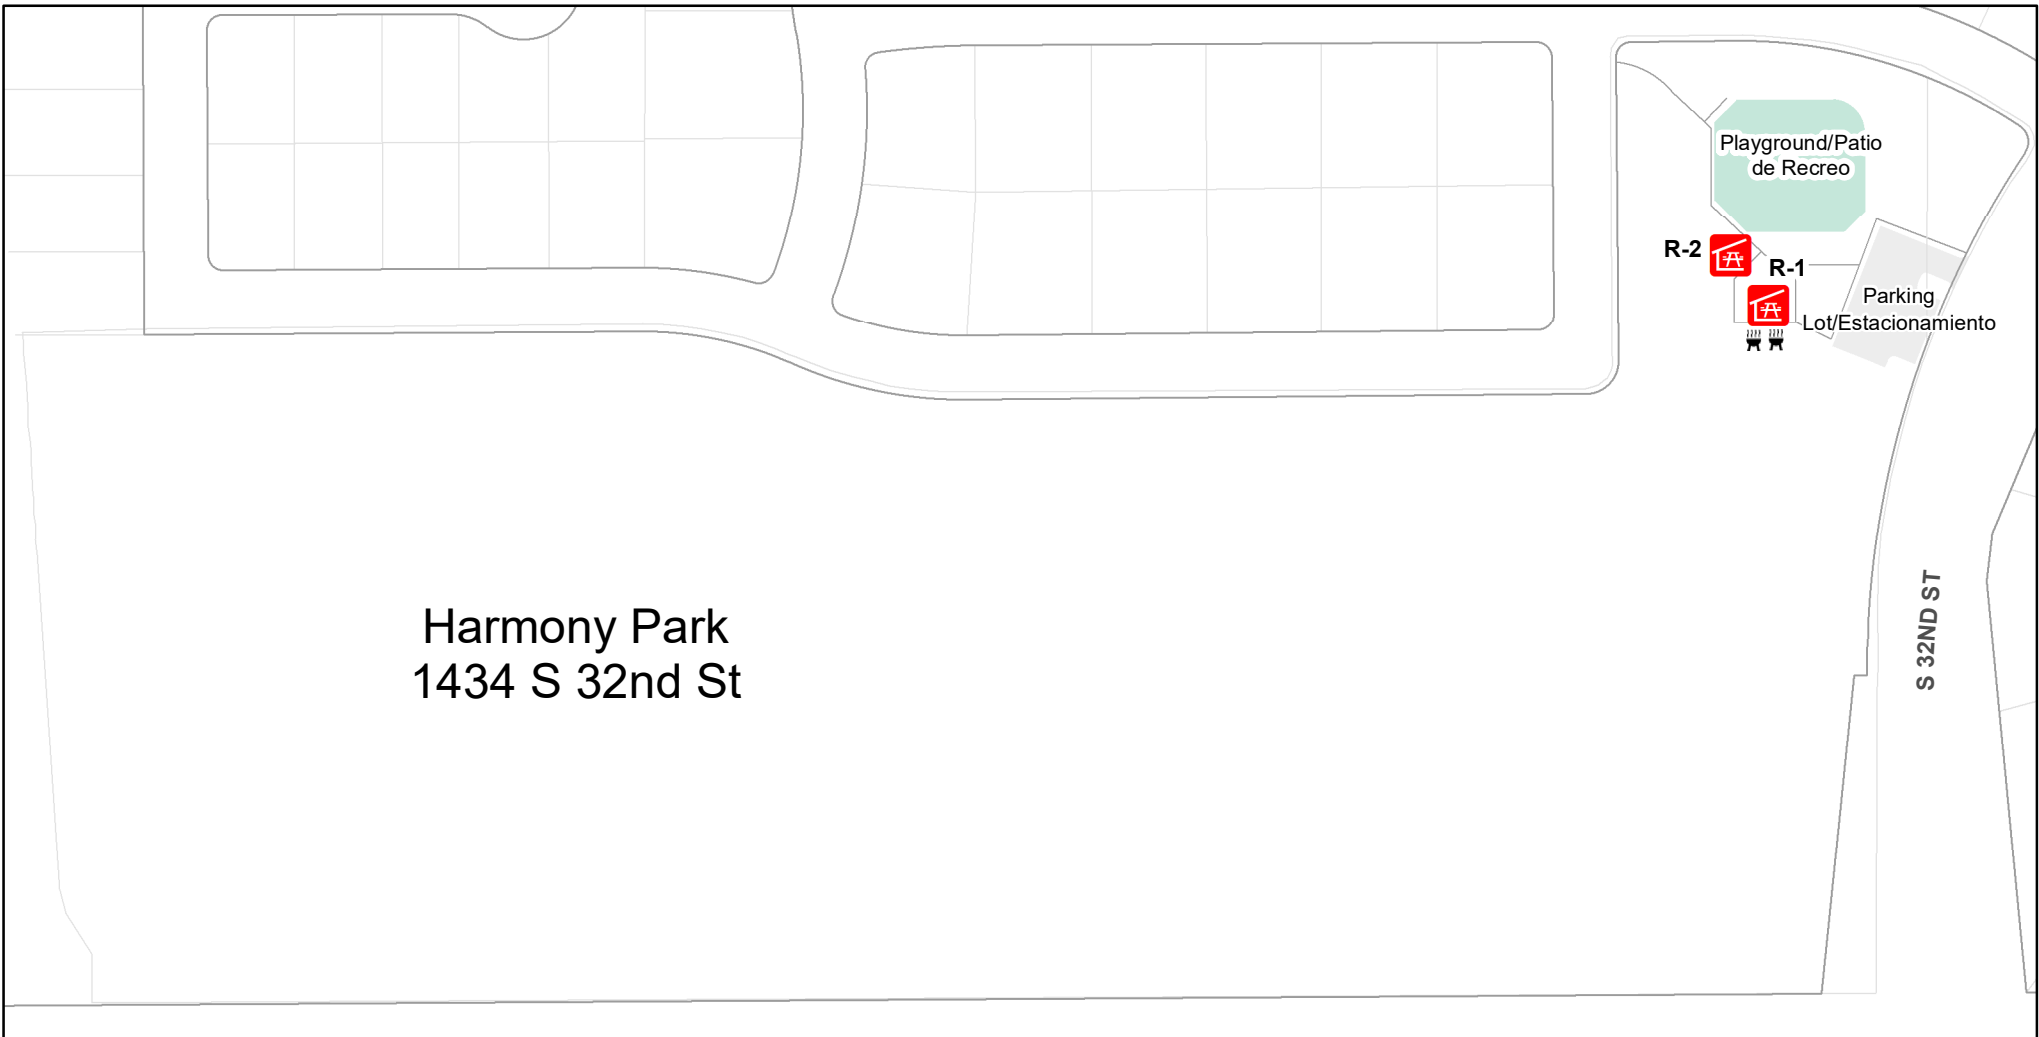 Playground/Patio
de Recreo
R-2
R-1
Parking
Lot/Estacionamiento
Harmony Park
1434 S 32nd St
S 32ND ST